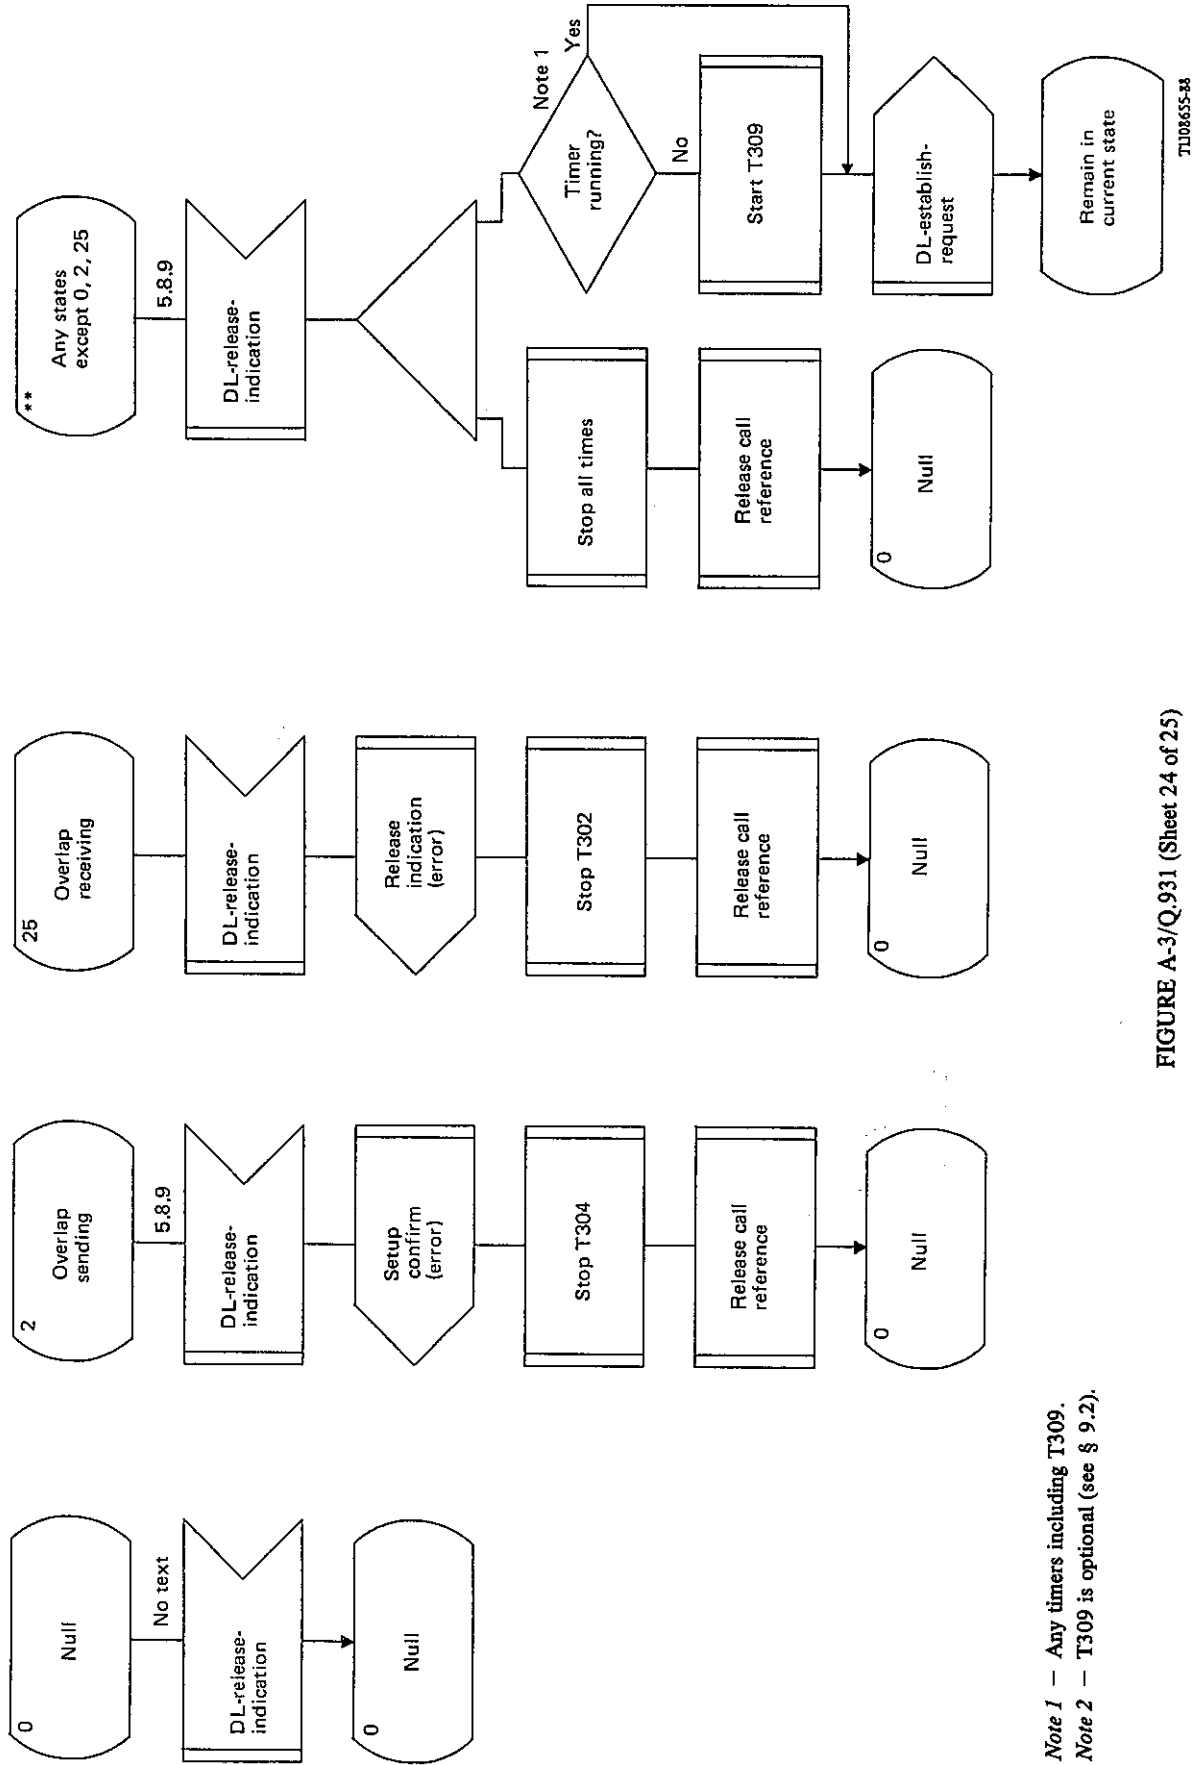 0
Null
No text
DL-release-
indication
0
Null
2
Overlap
sending
5.8.9
DL-release-
indication
Setup
confirm
(error)
Stop T304
Release call
reference
0
Null
25
Overlap
receiving
DL-release-
indication
Release
indication
(error)
Stop T302
Release call
reference
0
Null
**
Any states
except 0, 2, 25
5.8.9
DL-release-
indication
Stop all times
Release call
reference
0
Null
Timer
running?
Note 1
Yes
No
Start T309
DL-establish-
request
Remain in
current state
T1108655-88
Note 1 — Any timers including T309.
Note 2 — T309 is optional (see § 9.2).
FIGURE A-3/Q.931 (Sheet 24 of 25)